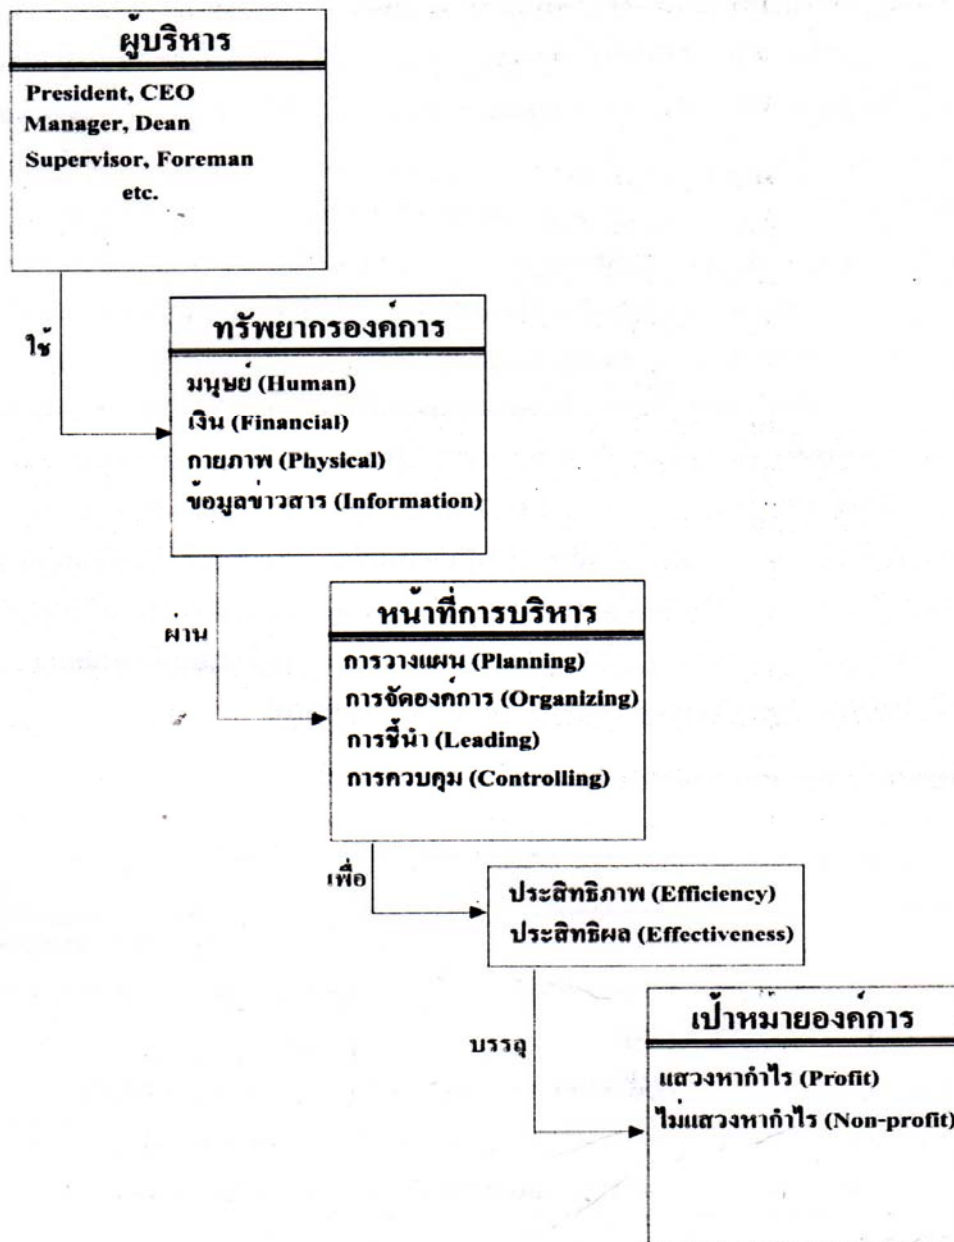 ผู้บริหาร
President, CEO
Manager, Dean
Supervisor, Foreman
etc.
ใช้
ทรัพยากรองค์การ
มนุษย์ (Human)
เงิน (Financial)
กายภาพ (Physical)
ข้อมูลข่าวสาร (Information)
ผ่าน
หน้าที่การบริหาร
การวางแผน (Planning)
การจัดองค์การ (Organizing)
การชี้นำ (Leading)
การควบคุม (Controlling)
เพื่อ
ประสิทธิภาพ (Efficiency)
ประสิทธิผล (Effectiveness)
บรรลุ
เป้าหมายองค์การ
แสวงหากำไร (Profit)
ไม่แสวงหากำไร (Non-profit)